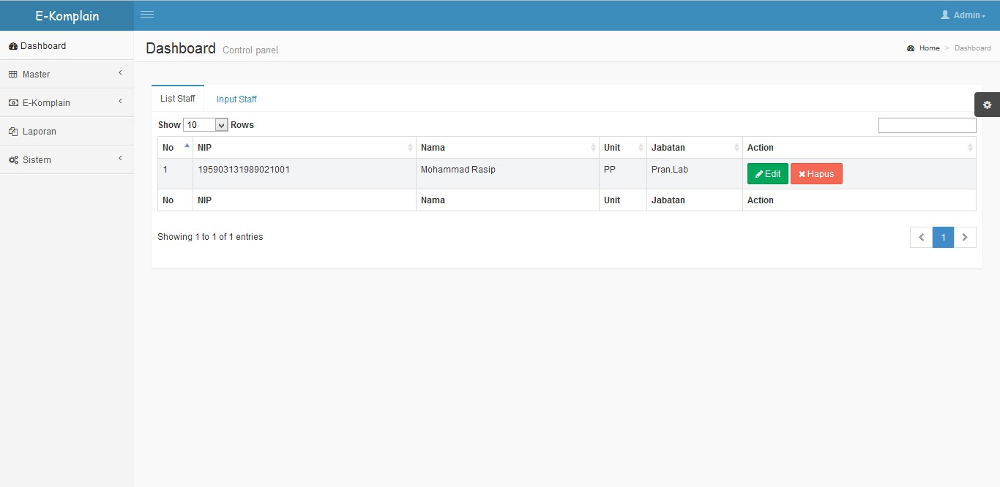 E-Komplain
Admin
Dashboard
Master
E-Komplain
Laporan
Sistem
Dashboard Control panel
Home > Dashboard
List Staff Input Staff
Show 10 Rows
No NIP Nama Unit Jabatan Action
1 195903131989021001 Mohammad Rasip PP Pran.Lab Edit Hapus
No NIP Nama Unit Jabatan Action
Showing 1 to 1 of 1 entries
1